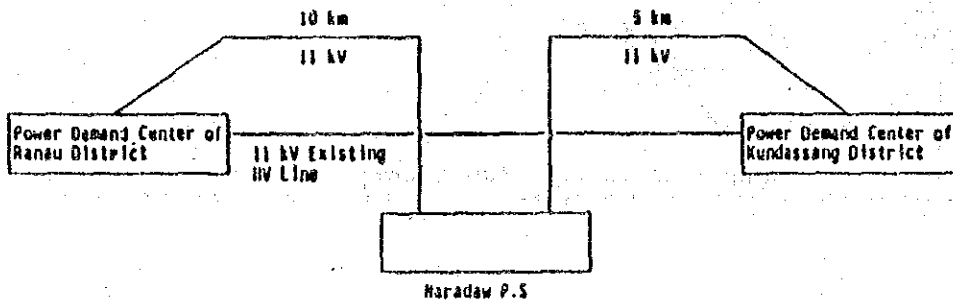 10 km
11 kV
5 km
11 kV
Power Demand Center of
Ranau District
11 kV Existing
HV Line
Power Demand Center of
Kundassang District
Naradaw P.S